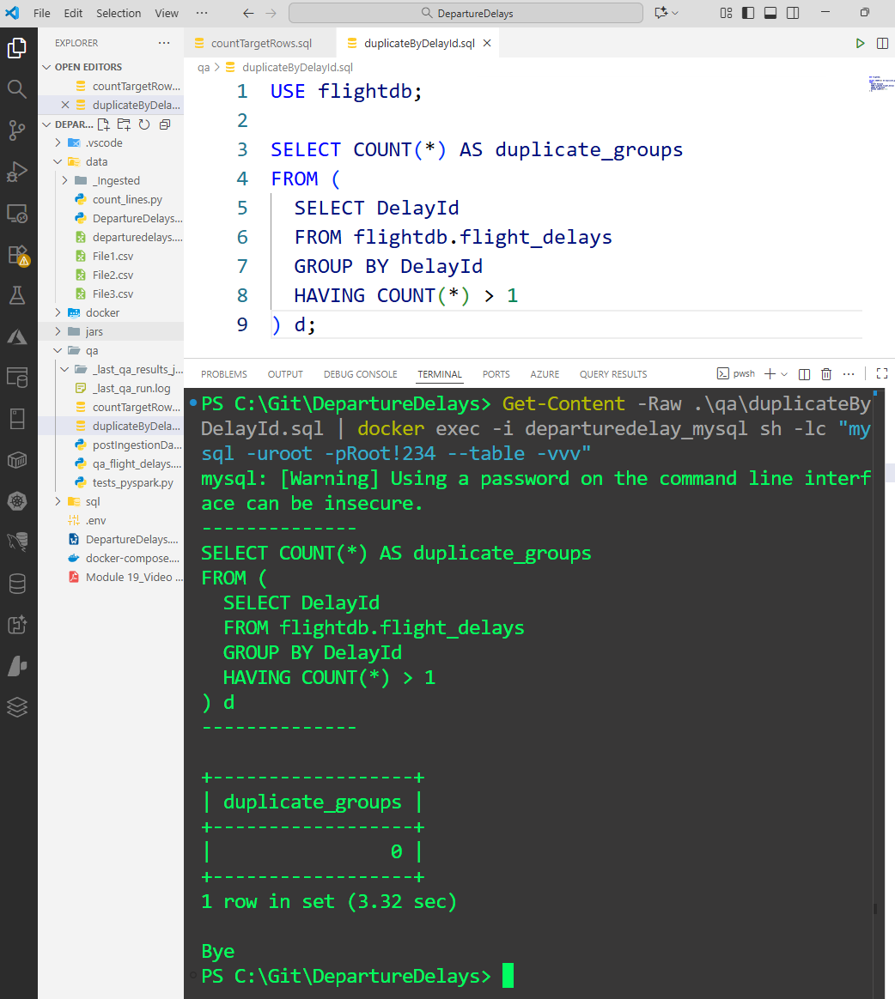 File Edit Selection View ··· DepartureDelays
EXPLORER ···
OPEN EDITORS
countTargetRow...
duplicateByDela...
DEPAR...
.vscode
data
_Ingested
count_lines.py
DepartureDelays...
departuredelays....
File1.csv
File2.csv
File3.csv
docker
jars
qa
_last_qa_results_j...
_last_qa_run.log
countTargetRow...
duplicateByDela...
postIngestionDa...
qa_flight_delays....
tests_pyspark.py
sql
.env
DepartureDelays....
docker-compose....
Module 19_Video ...
countTargetRows.sql duplicateByDelayId.sql
qa > duplicateByDelayId.sql
1 USE flightdb;
2
3 SELECT COUNT(*) AS duplicate_groups
4 FROM (
5 SELECT DelayId
6 FROM flightdb.flight_delays
7 GROUP BY DelayId
8 HAVING COUNT(*) > 1
9 ) d;
PROBLEMS OUTPUT DEBUG CONSOLE TERMINAL PORTS AZURE QUERY RESULTS pwsh
PS C:\Git\DepartureDelays> Get-Content -Raw .\qa\duplicateBy
DelayId.sql | docker exec -i departuredelay_mysql sh -lc "my
sql -uroot -pRoot!234 --table -vvv"
mysql: [Warning] Using a password on the command line interf
ace can be insecure.
--------------
SELECT COUNT(*) AS duplicate_groups
FROM (
SELECT DelayId
FROM flightdb.flight_delays
GROUP BY DelayId
HAVING COUNT(*) > 1
) d
--------------
+------------------+
| duplicate_groups |
+------------------+
| 0 |
+------------------+
1 row in set (3.32 sec)
Bye
PS C:\Git\DepartureDelays>